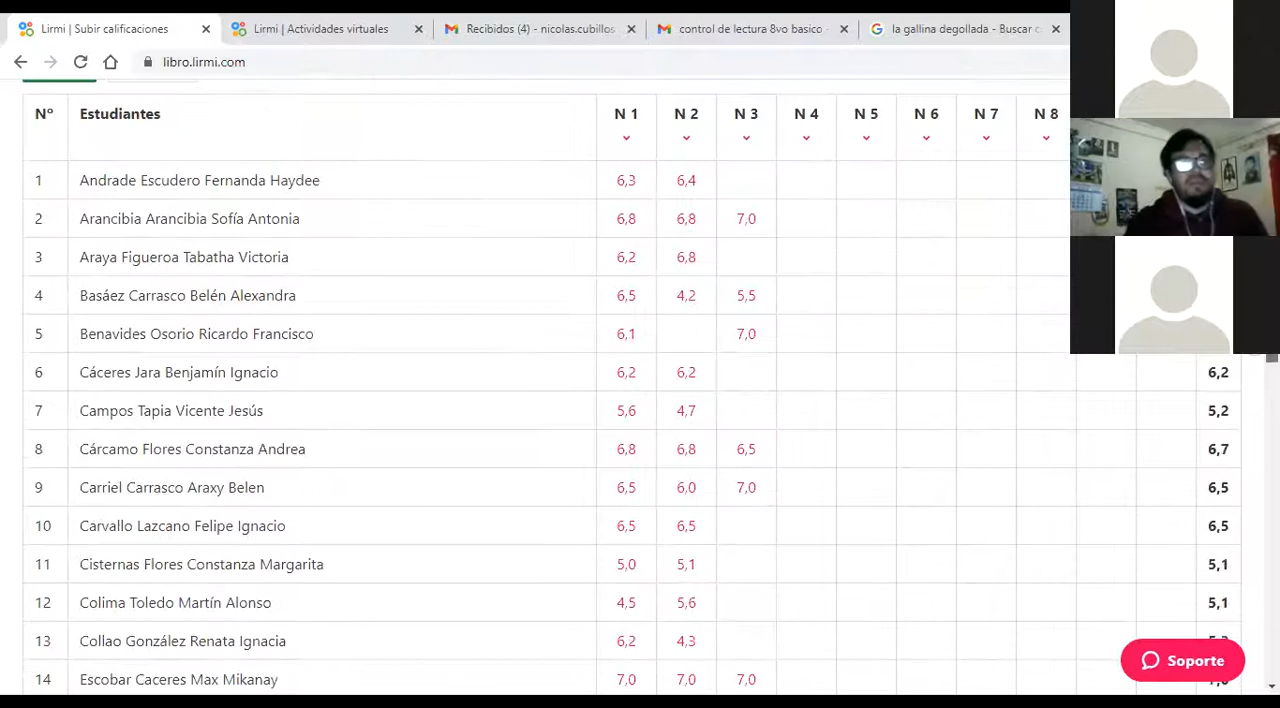 Lirmi | Subir calificaciones
Lirmi | Actividades virtuales
Recibidos (4) - nicolas.cubillos
control de lectura 8vo basico -
la gallina degollada - Buscar c
libro.lirmi.com
Nº Estudiantes N 1 N 2 N 3 N 4 N 5 N 6 N 7 N 8
1 Andrade Escudero Fernanda Haydee 6,3 6,4
2 Arancibia Arancibia Sofía Antonia 6,8 6,8 7,0
3 Araya Figueroa Tabatha Victoria 6,2 6,8
4 Basáez Carrasco Belén Alexandra 6,5 4,2 5,5
5 Benavides Osorio Ricardo Francisco 6,1 7,0
6 Cáceres Jara Benjamín Ignacio 6,2 6,2 6,2
7 Campos Tapia Vicente Jesús 5,6 4,7 5,2
8 Cárcamo Flores Constanza Andrea 6,8 6,8 6,5 6,7
9 Carriel Carrasco Araxy Belen 6,5 6,0 7,0 6,5
10 Carvallo Lazcano Felipe Ignacio 6,5 6,5 6,5
11 Cisternas Flores Constanza Margarita 5,0 5,1 5,1
12 Colima Toledo Martín Alonso 4,5 5,6 5,1
13 Collao González Renata Ignacia 6,2 4,3
14 Escobar Caceres Max Mikanay 7,0 7,0 7,0
Soporte